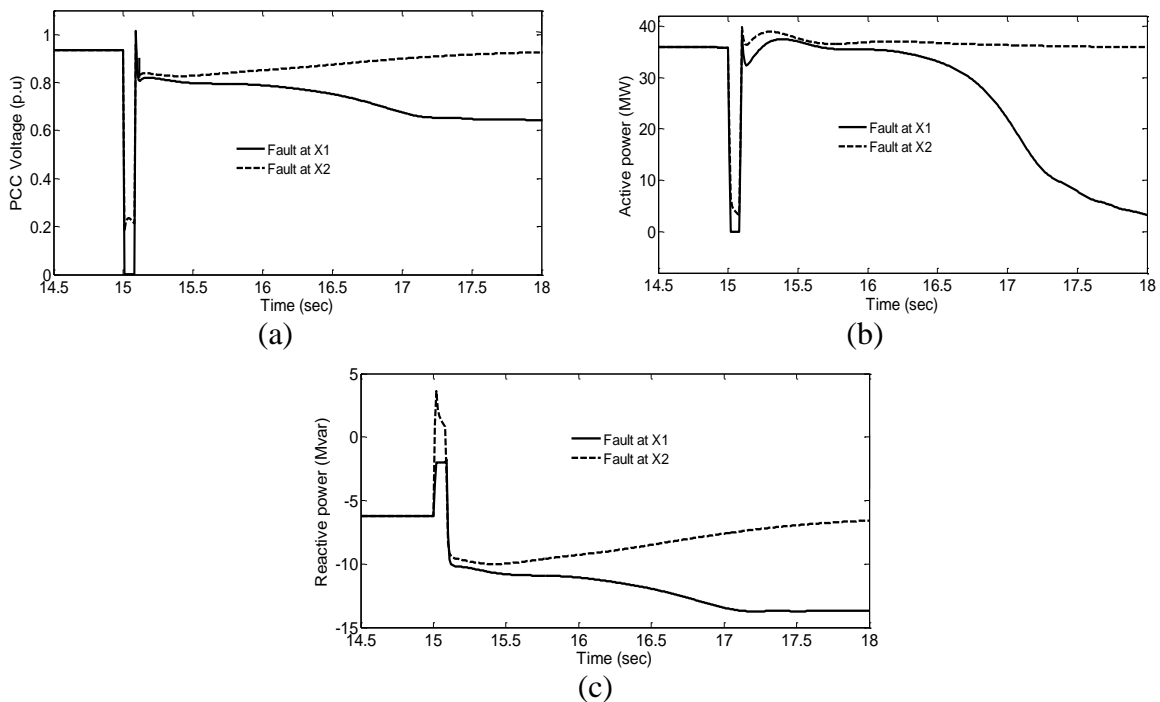 1
0.8
0.6
0.4
0.2
0
PCC Voltage (p.u)
Fault at X1
Fault at X2
14.5 15 15.5 16 16.5 17 17.5 18
Time (sec)
(a)
40
30
20
10
0
Active power (MW)
Fault at X1
Fault at X2
14.5 15 15.5 16 16.5 17 17.5 18
Time (sec)
(b)
5
0
-5
-10
-15
Reactive power (Mvar)
Fault at X1
Fault at X2
14.5 15 15.5 16 16.5 17 17.5 18
Time (sec)
(c)